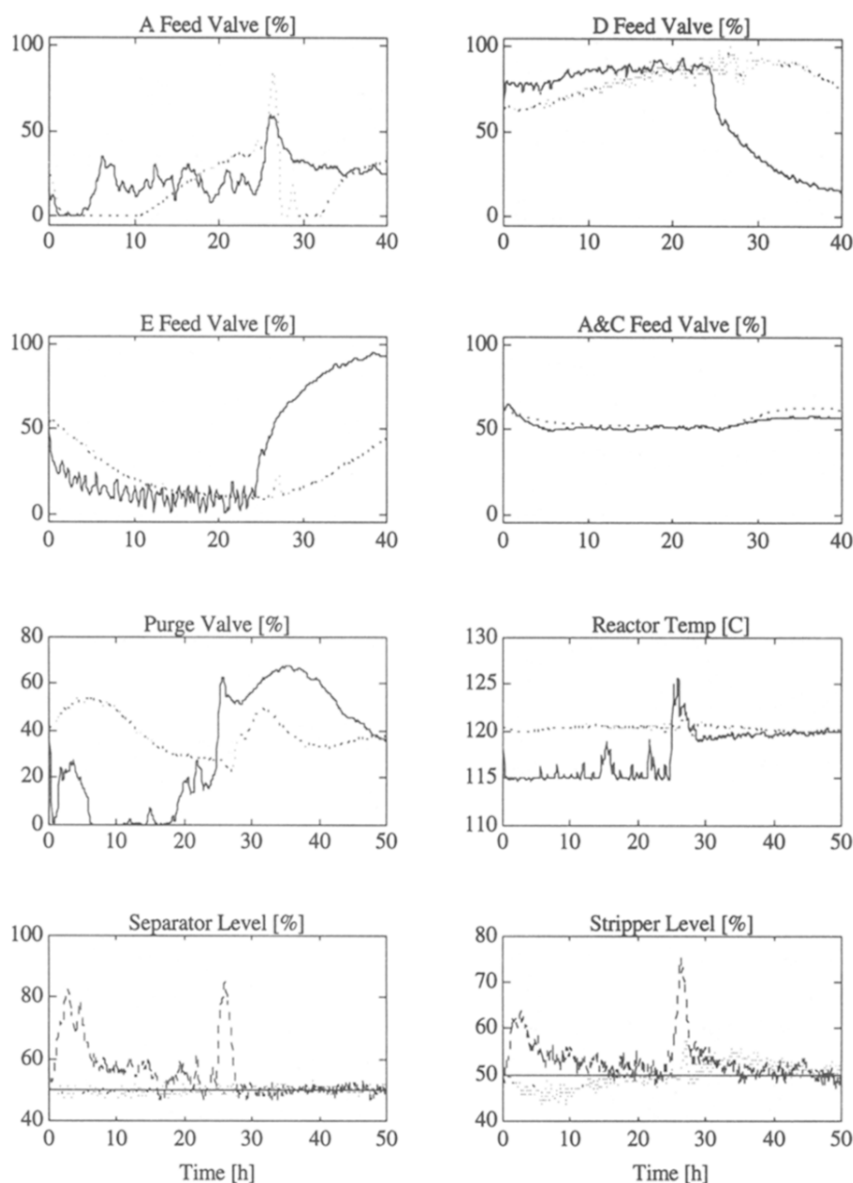 A Feed Valve [%]
D Feed Valve [%]
100
50
0
0 10 20 30 40
100
50
0
0 10 20 30 40
E Feed Valve [%]
A&C Feed Valve [%]
100
50
0
0 10 20 30 40
100
50
0
0 10 20 30 40
Purge Valve [%]
Reactor Temp [C]
80
60
40
20
0
0 10 20 30 40 50
130
125
120
115
110
0 10 20 30 40 50
Separator Level [%]
Stripper Level [%]
100
80
60
40
0 10 20 30 40 50
80
70
60
50
40
0 10 20 30 40 50
Time [h]
Time [h]